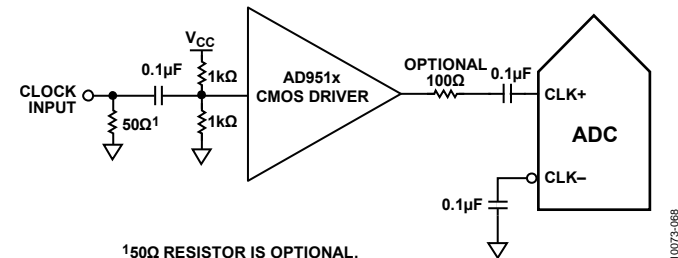 VCC
0.1µF
1kΩ
CLOCK
INPUT
50Ω1
1kΩ
AD951x
CMOS DRIVER
OPTIONAL
100Ω
0.1µF
CLK+
ADC
CLK–
0.1µF
150Ω RESISTOR IS OPTIONAL.
10073-068